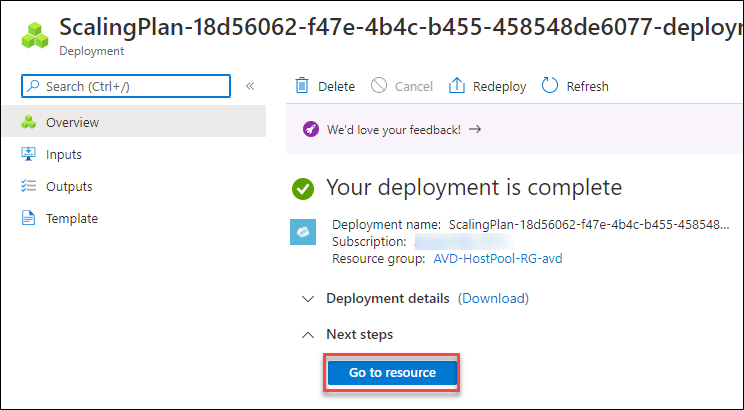 ScalingPlan-18d56062-f47e-4b4c-b455-458548de6077-deploym
Deployment
Search (Ctrl+/)
«
Overview
Inputs
Outputs
Template
Delete
Cancel
Redeploy
Refresh
We'd love your feedback! →
Your deployment is complete
Deployment name: ScalingPlan-18d56062-f47e-4b4c-b455-458548...
Subscription:
Resource group: AVD-HostPool-RG-avd
Deployment details (Download)
Next steps
Go to resource